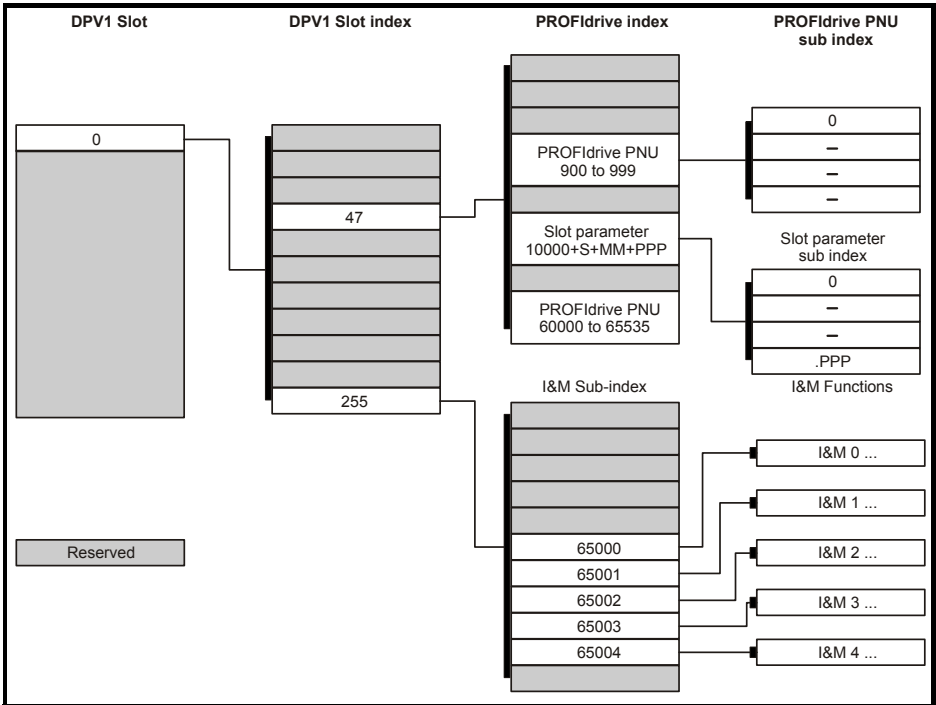 DPV1 Slot
DPV1 Slot index
PROFIdrive index
PROFIdrive PNU
sub index
0
47
255
PROFIdrive PNU
900 to 999
Slot parameter
10000+S+MM+PPP
PROFIdrive PNU
60000 to 65535
0
–
–
–
Slot parameter
sub index
0
–
–
.PPP
I&M Sub-index
I&M Functions
65000
65001
65002
65003
65004
I&M 0 ...
I&M 1 ...
I&M 2 ...
I&M 3 ...
I&M 4 ...
Reserved